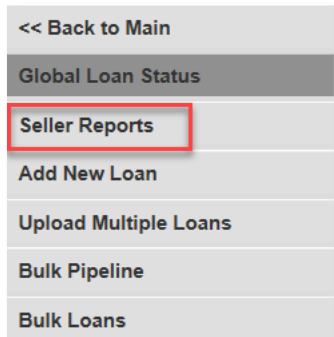 << Back to Main
Global Loan Status
Seller Reports
Add New Loan
Upload Multiple Loans
Bulk Pipeline
Bulk Loans